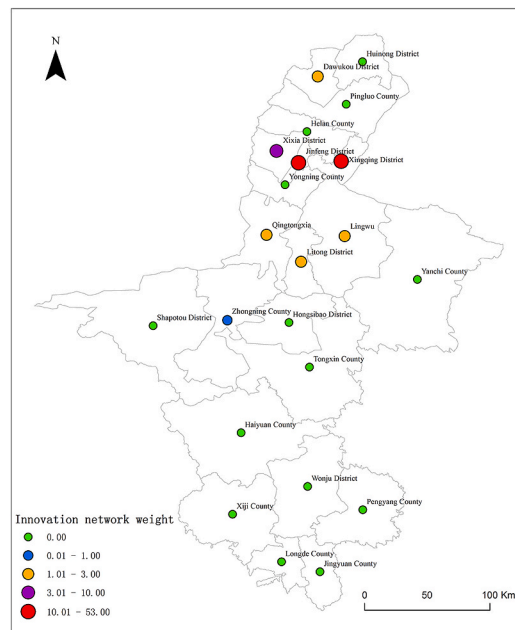 N
Huinong District
Dawukou District
Pingluo County
Helan County
Xixia District
Jinfeng District
Xingqing District
Yongning County
Qingtongxia
Lingwu
Litong District
Yanchi County
Zhongning County
Shapotou District
Hongsibao District
Tongxin County
Haiyuan County
Wonju District
Xiji County
Pengyang County
Longde County
Jingyuan County
Innovation network weight
0.00
0.01 - 1.00
1.01 - 3.00
3.01 - 10.00
10.01 - 53.00
0 50 100 Km